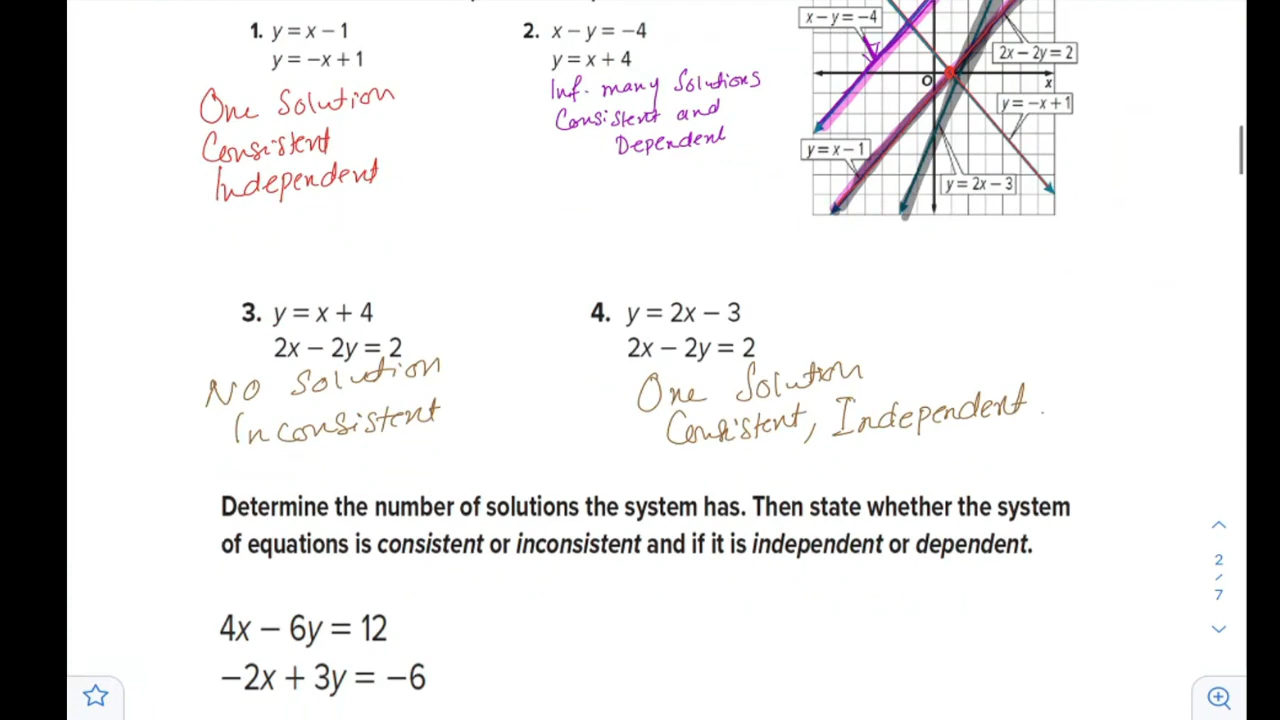 1. y = x − 1
y = −x + 1
One Solution
Consistent
Independent
2. x − y = −4
y = x + 4
Inf. many Solutions
Consistent and
Dependent
x − y = −4
2x − 2y = 2
O
x
y = −x + 1
y = x − 1
y = 2x − 3
3. y = x + 4
2x − 2y = 2
No Solution
Inconsistent
4. y = 2x − 3
2x − 2y = 2
One Solution
Consistent, Independent.
Determine the number of solutions the system has. Then state whether the system
of equations is consistent or inconsistent and if it is independent or dependent.
4x − 6y = 12
−2x + 3y = −6
2
/
7